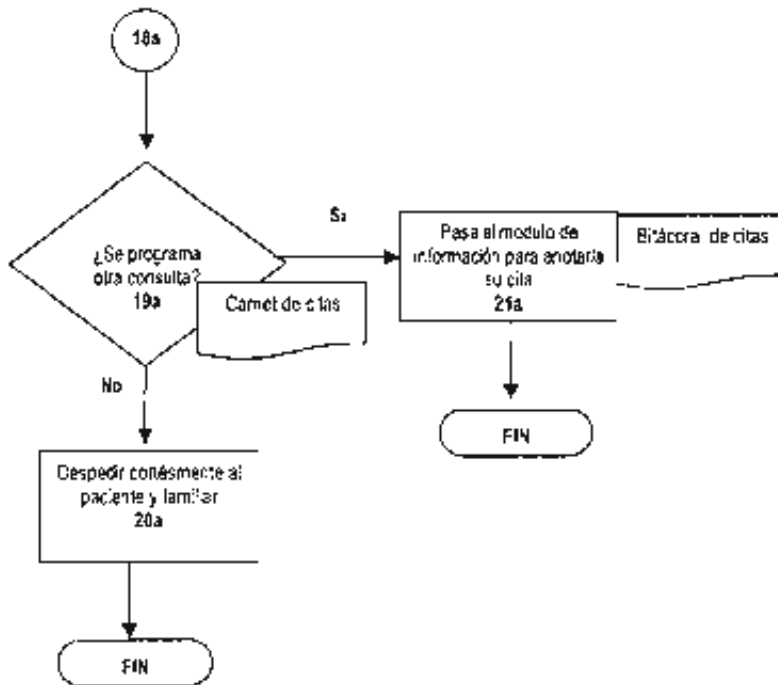 18a
¿Se programa
otra consulta?
19a
Carnet de citas
Si
Pasa al modulo de
información para anotarla
su cita
21a
Bitácora de citas
FIN
No
Despedir cortésmente al
paciente y familiar
20a
FIN